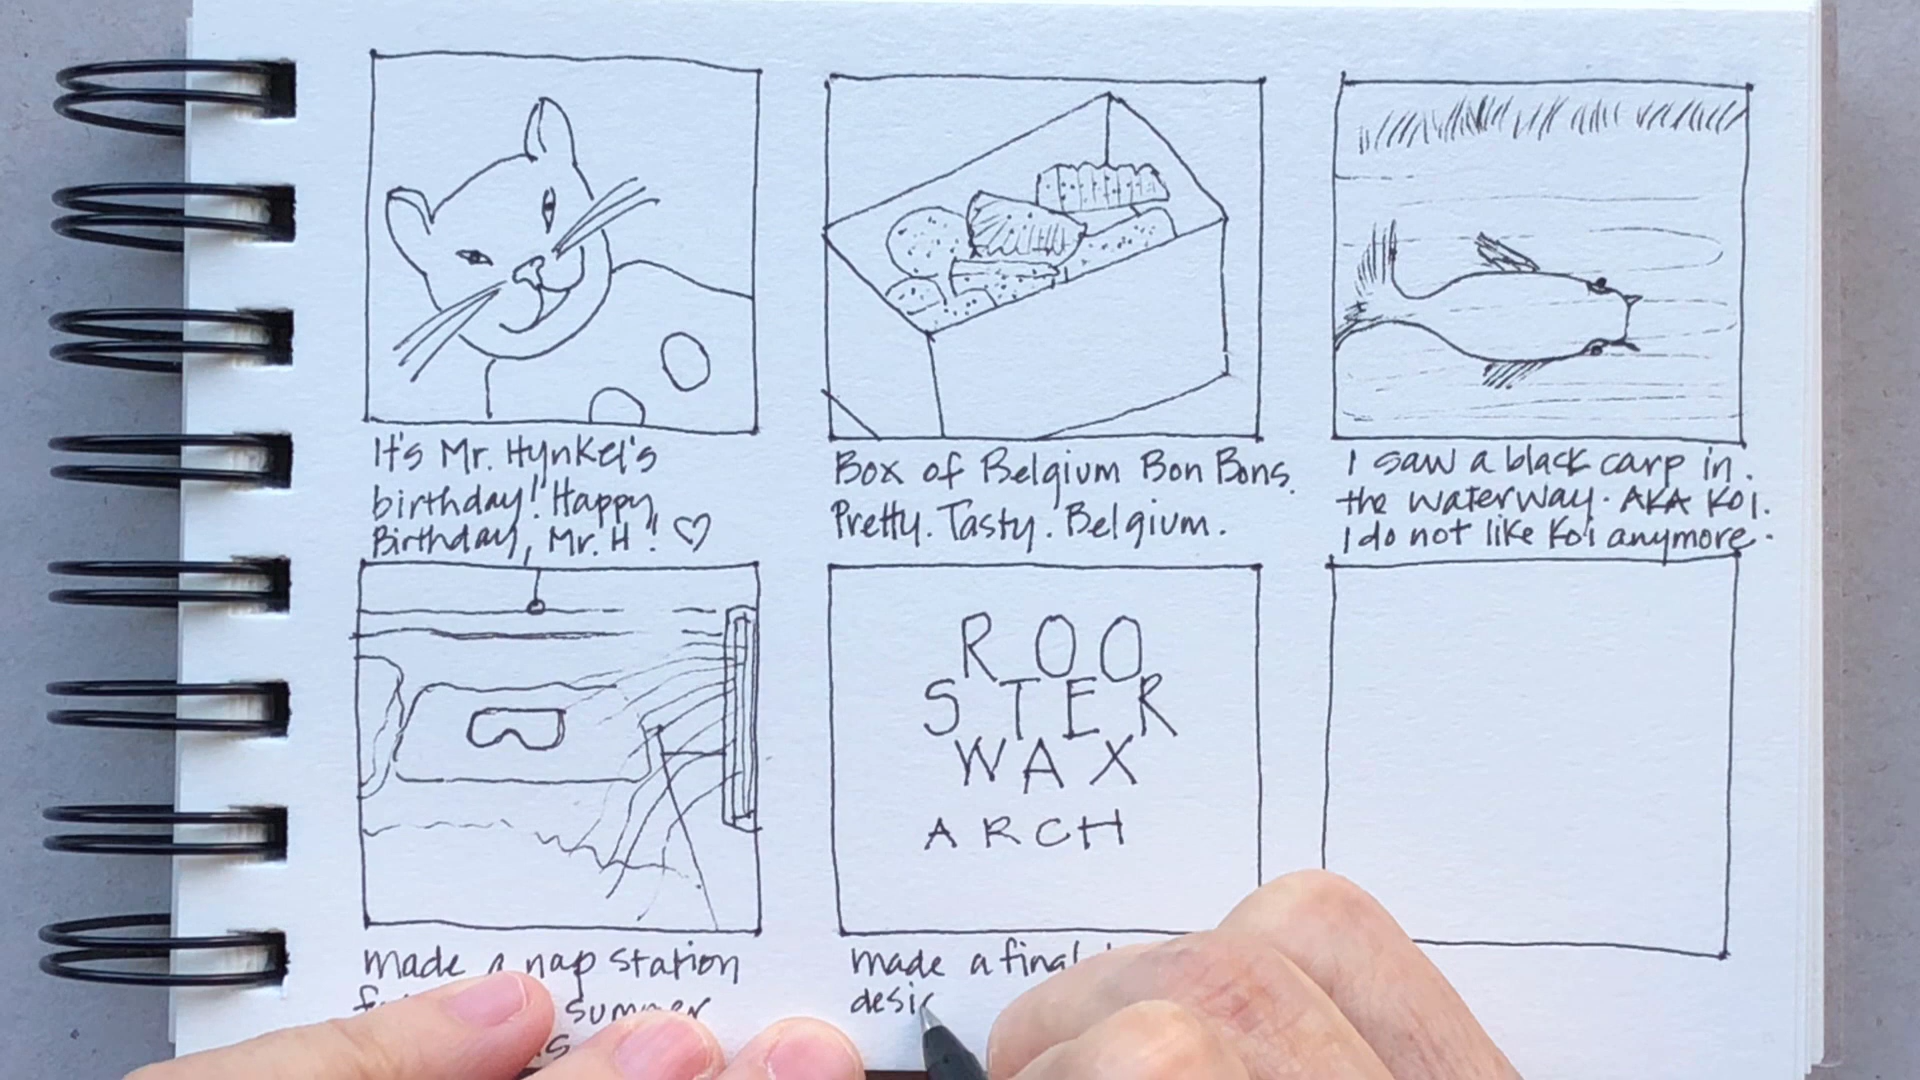 It's Mr. Hynkel's
birthday! Happy
Birthday, Mr. H! ♡
Box of Belgium Bon Bons.
Pretty. Tasty. Belgium.
I saw a black carp in
the waterway. AKA Koi.
I do not like Koi anymore.
made a nap station
summer
ROO
STER
WAX
ARCH
made a final